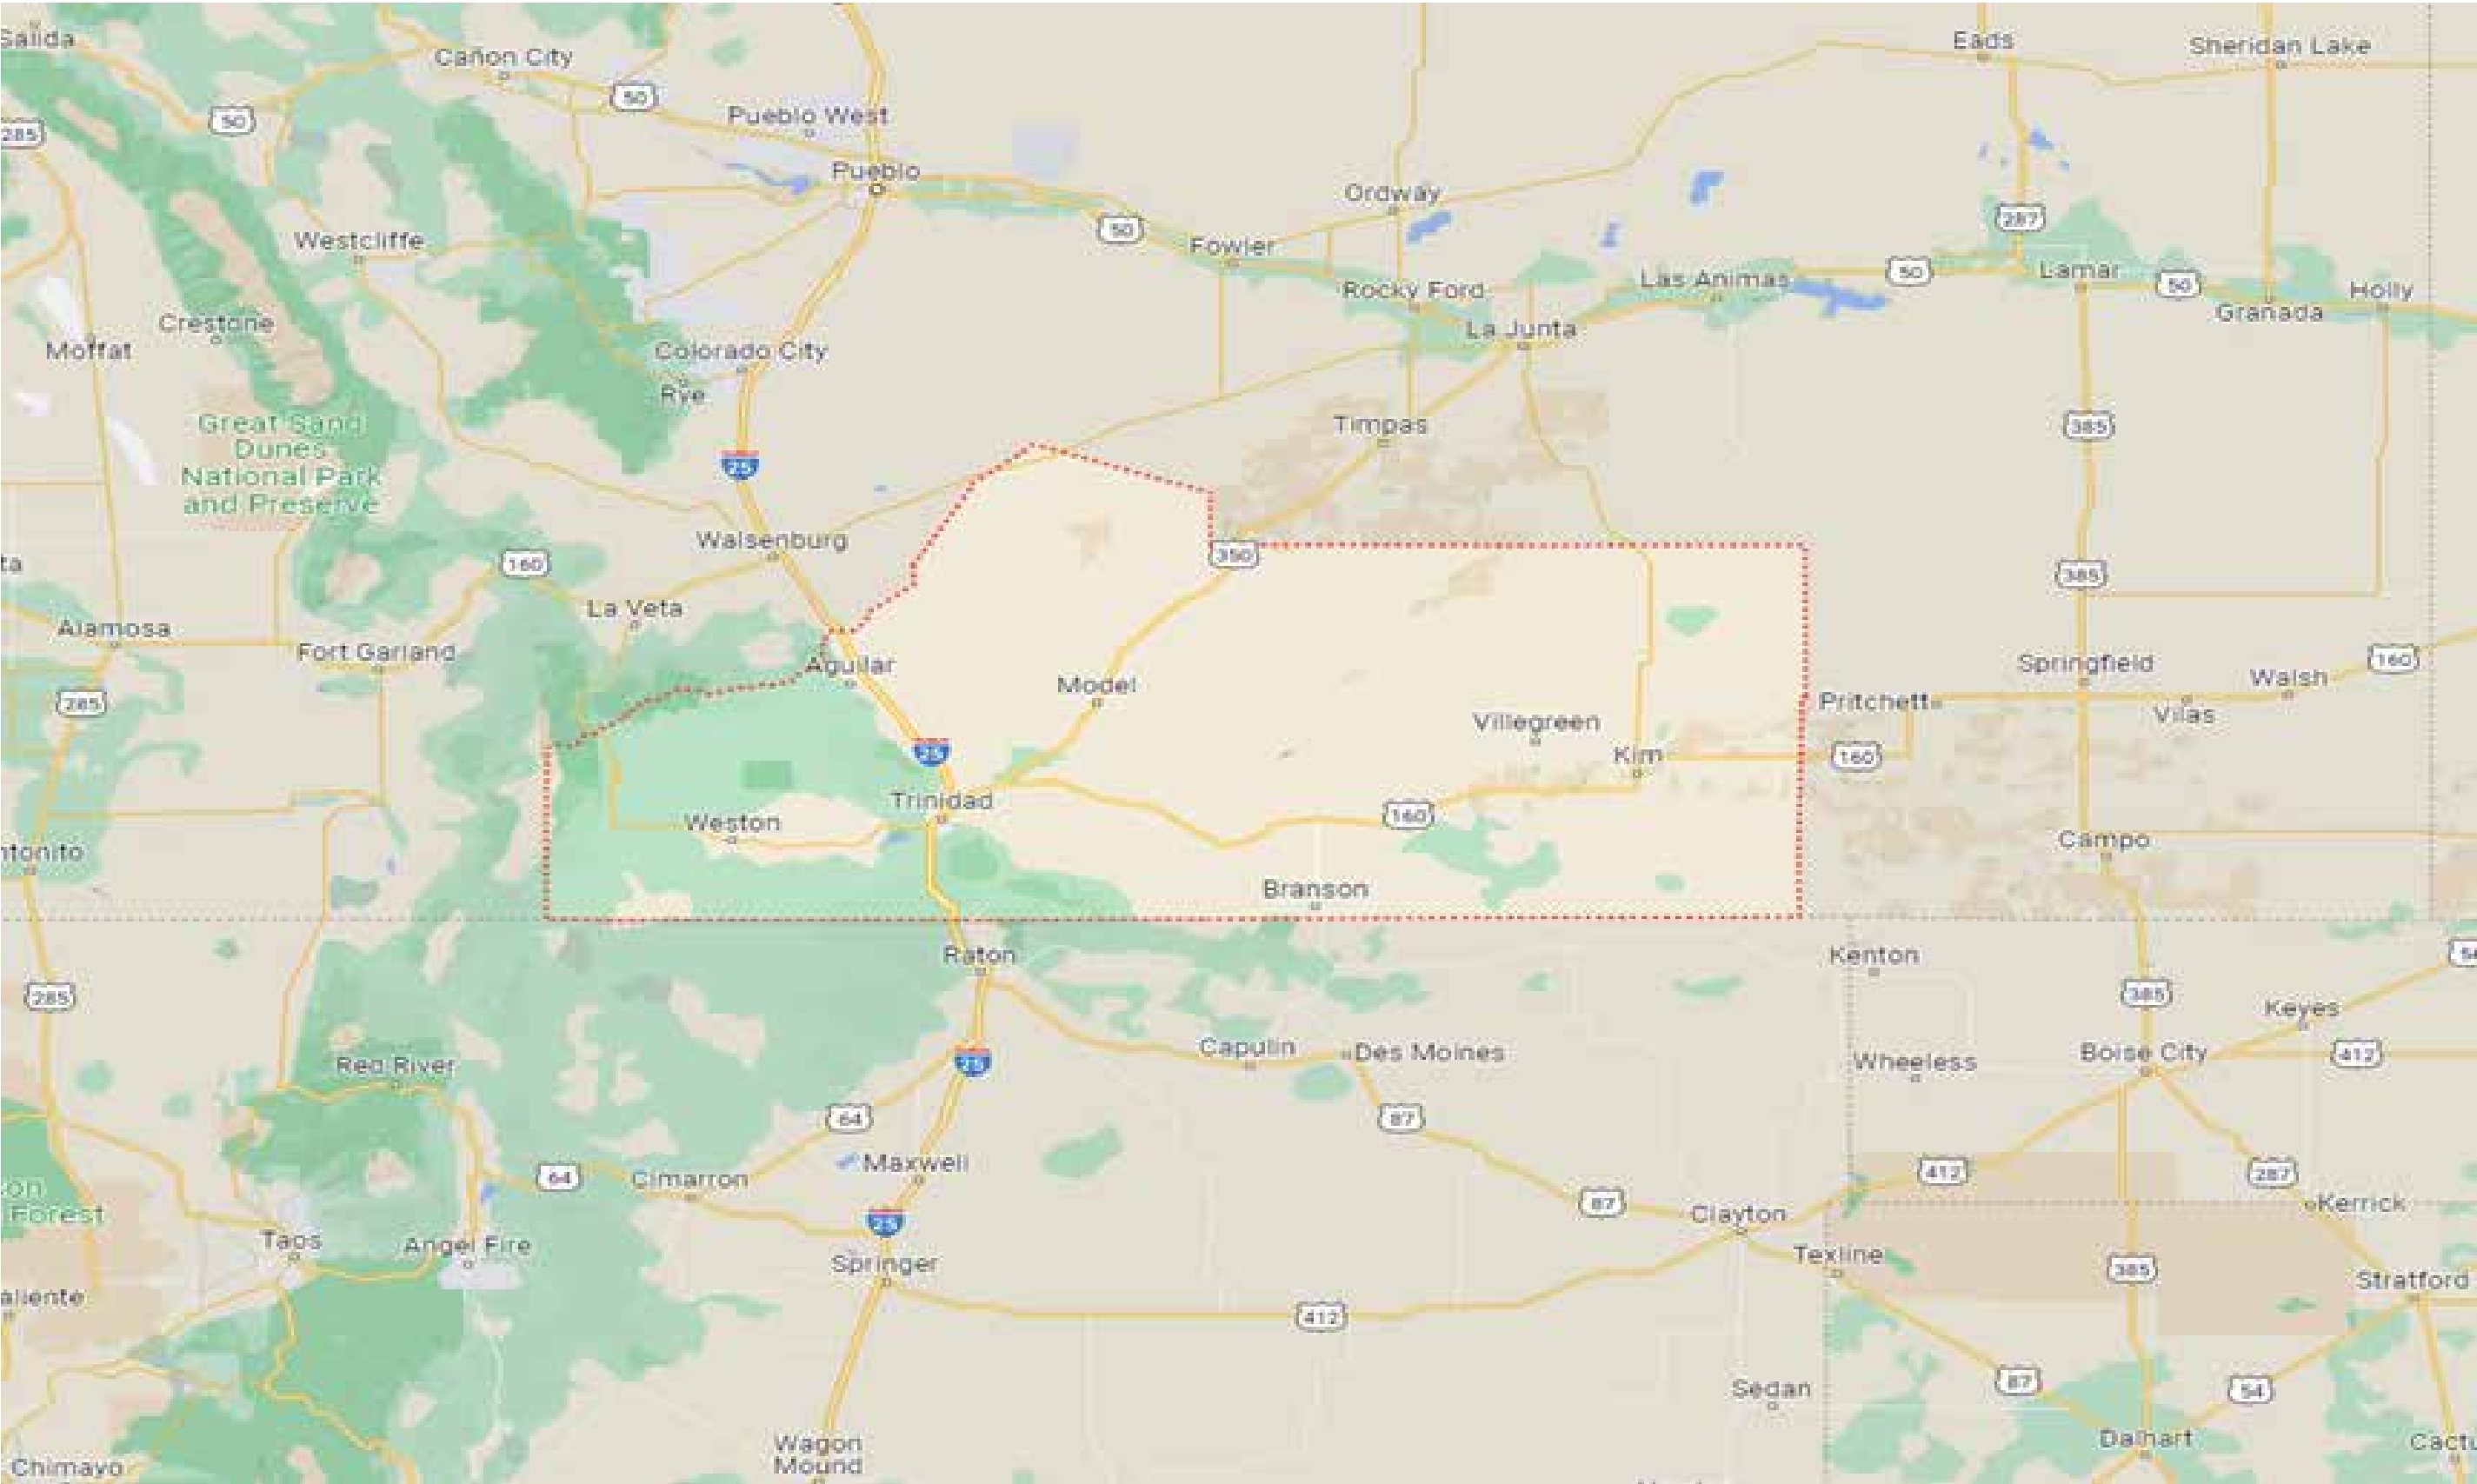 Salida
Cañon City
Eads
Sheridan Lake
50
50
285
Pueblo West
Pueblo
Ordway
287
50
Fowler
Westcliffe
50
Lamar
50
Las Animas
Rocky Ford
Holly
Granada
Crestone
La Junta
Moffat
Colorado City
Rye
Great Sand
Dunes
National Park
and Preserve
Timpas
385
25
Walsenburg
350
160
385
La Veta
Alamosa
Fort Garland
Aguilar
Springfield
160
Model
Walsh
285
Pritchett
Vilas
Villegreen
25
Kim
160
Trinidad
160
Weston
Campo
ntonito
Branson
Raton
Kenton
285
385
Keyes
Capulin
Des Moines
Boise City
412
Red River
25
Wheeless
64
87
Maxwell
64
Cimarron
412
287
Forest
87
Kerrick
Clayton
25
Taos
Angel Fire
Springer
Texline
385
Stratford
aliente
412
87
54
Sedan
Wagon
Mound
Dalhart
Chimayo
Cactu